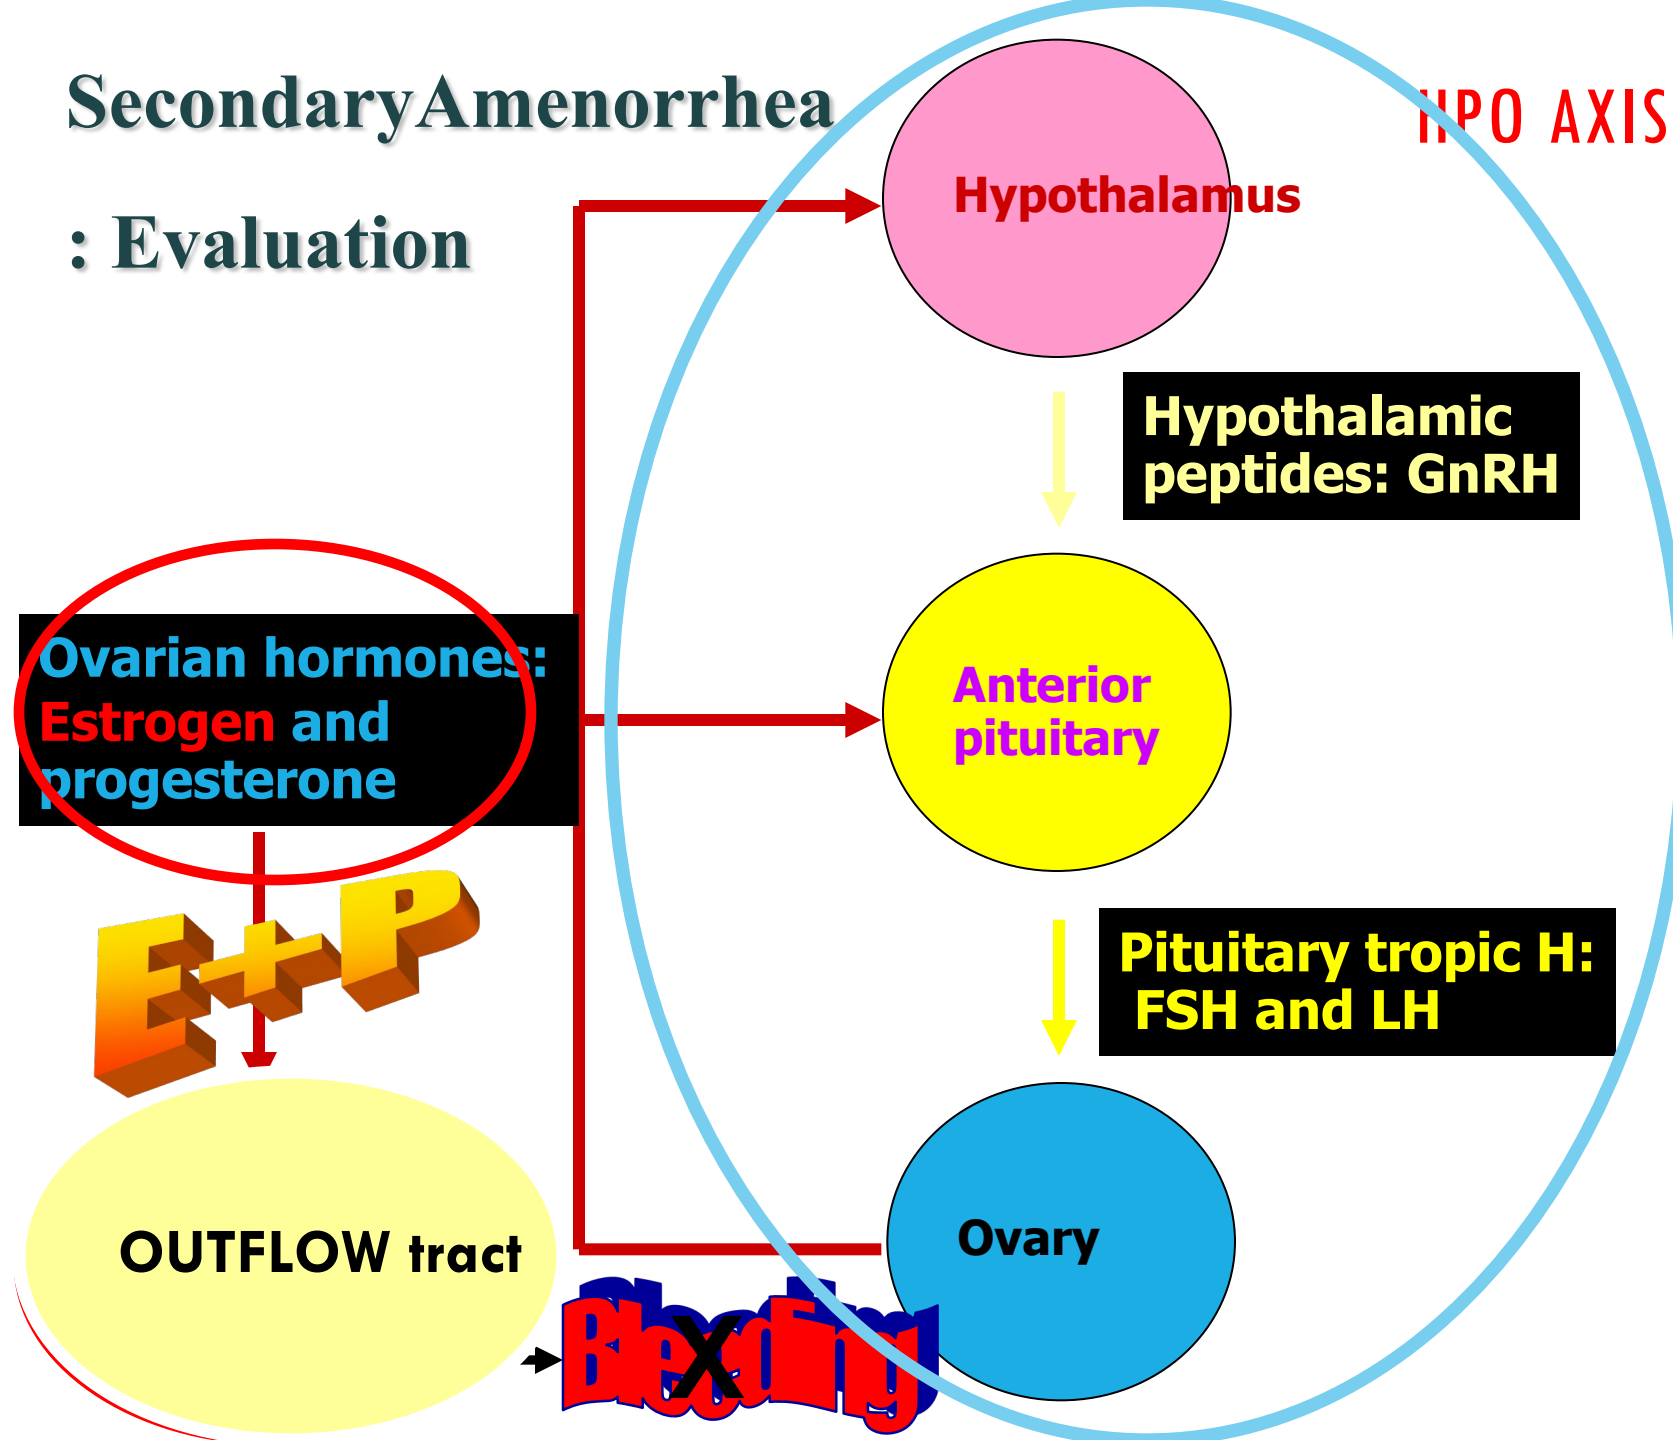 SecondaryAmenorrhea
: Evaluation
HPO AXIS
Hypothalamus
Hypothalamic
peptides: GnRH
Ovarian hormones:
Estrogen and
progesterone
Anterior
pituitary
E+P
Pituitary tropic H:
FSH and LH
OUTFLOW tract
Ovary
Bleeding
X